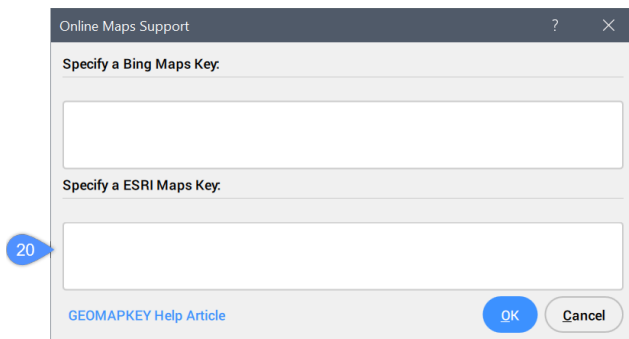 Online Maps Support ?
Specify a Bing Maps Key:
Specify a ESRI Maps Key:
20
GEOMAPKEY Help Article OK Cancel